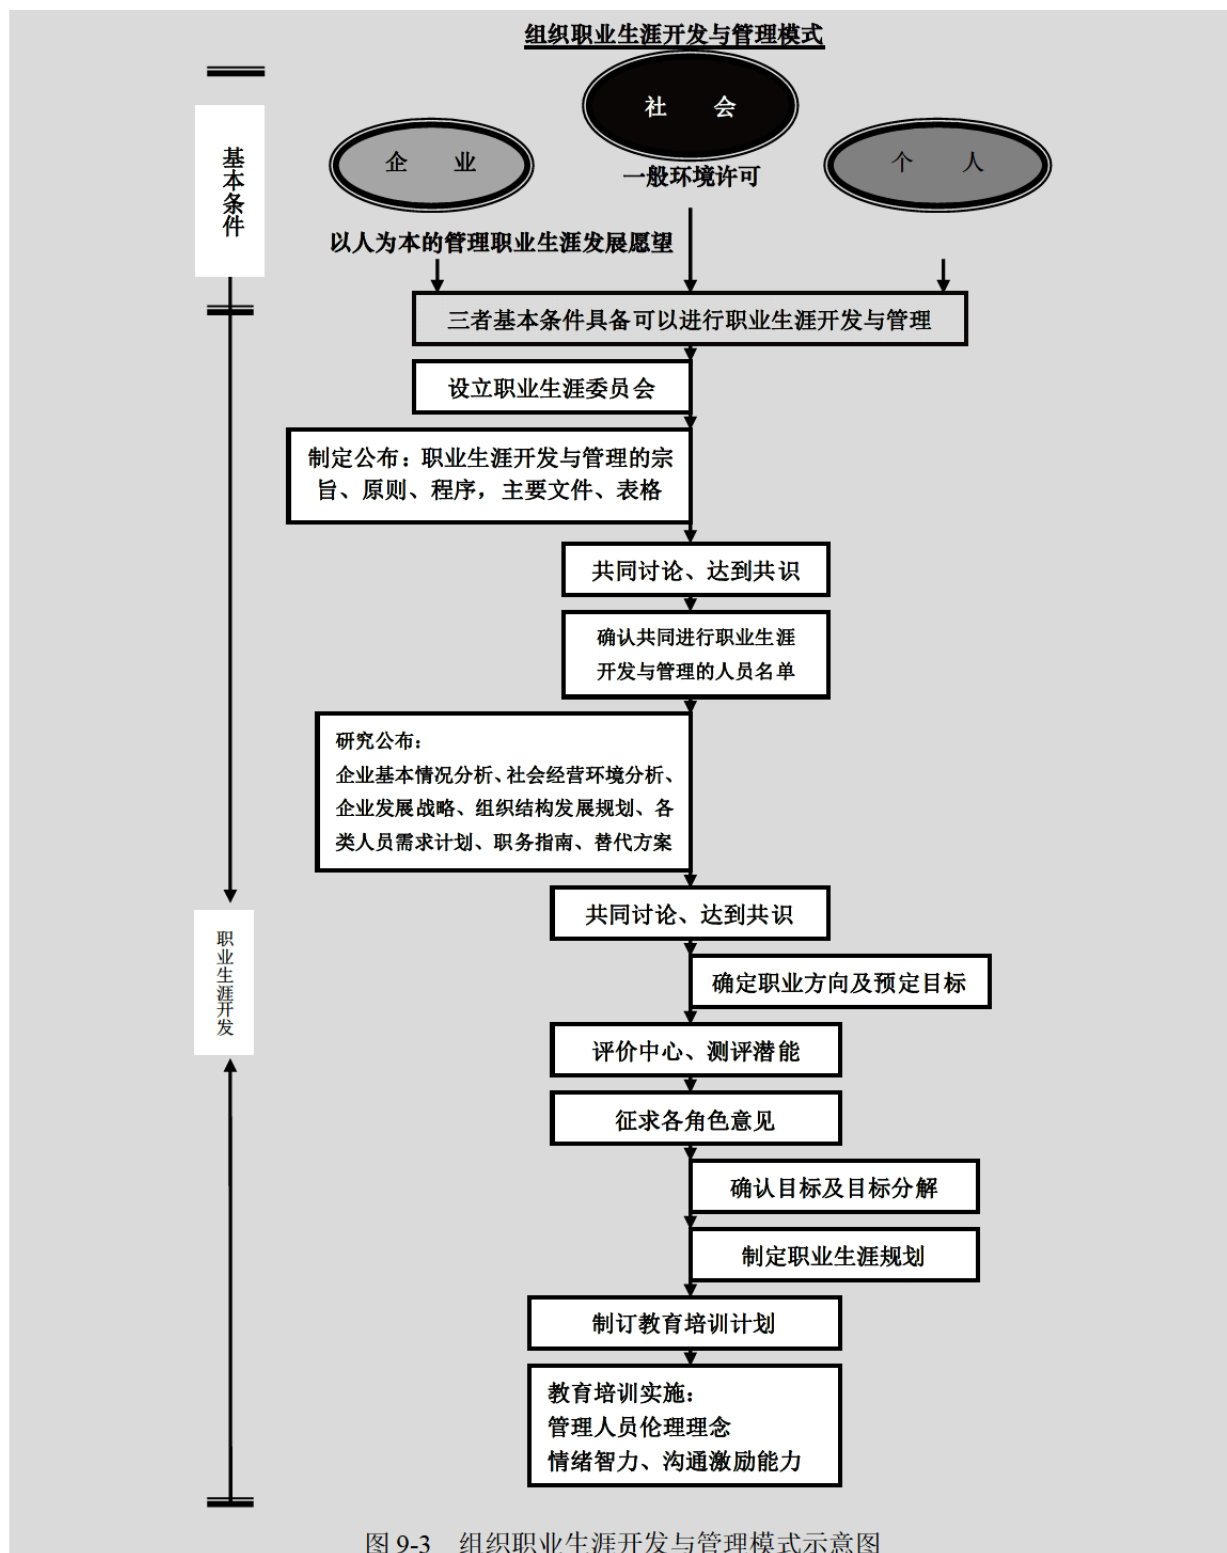 组织职业生涯开发与管理模式
社 会
企 业
个 人
一般环境许可
基本条件
以人为本的管理职业生涯发展愿望
三者基本条件具备可以进行职业生涯开发与管理
设立职业生涯委员会
制定公布：职业生涯开发与管理的宗
旨、原则、程序，主要文件、表格
共同讨论、达到共识
确认共同进行职业生涯
开发与管理的人员名单
研究公布：
企业基本情况分析、社会经营环境分析、
企业发展战略、组织结构发展规划、各
类人员需求计划、职务指南、替代方案
共同讨论、达到共识
职业生涯开发
确定职业方向及预定目标
评价中心、测评潜能
征求各角色意见
确认目标及目标分解
制定职业生涯规划
制订教育培训计划
教育培训实施：
管理人员伦理理念
情绪智力、沟通激励能力
图 9-3 组织职业生涯开发与管理模式示意图